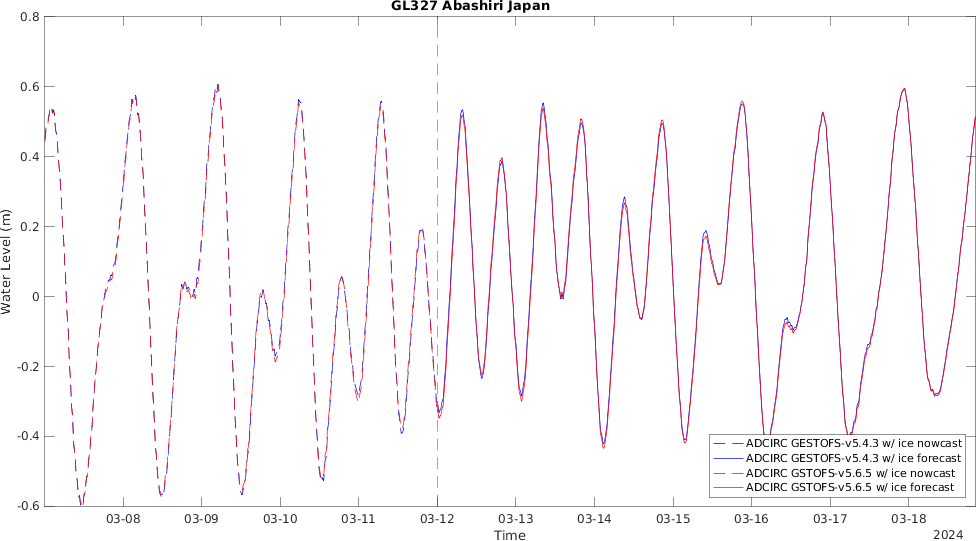 GL327 Abashiri Japan
0.8
0.6
0.4
0.2
0
-0.2
-0.4
-0.6
Water Level (m)
ADCIRC GESTOFS-v5.4.3 w/ ice nowcast
ADCIRC GESTOFS-v5.4.3 w/ ice forecast
ADCIRC GSTOFS-v5.6.5 w/ ice nowcast
ADCIRC GSTOFS-v5.6.5 w/ ice forecast
03-08 03-09 03-10 03-11 03-12 03-13 03-14 03-15 03-16 03-17 03-18
Time
2024